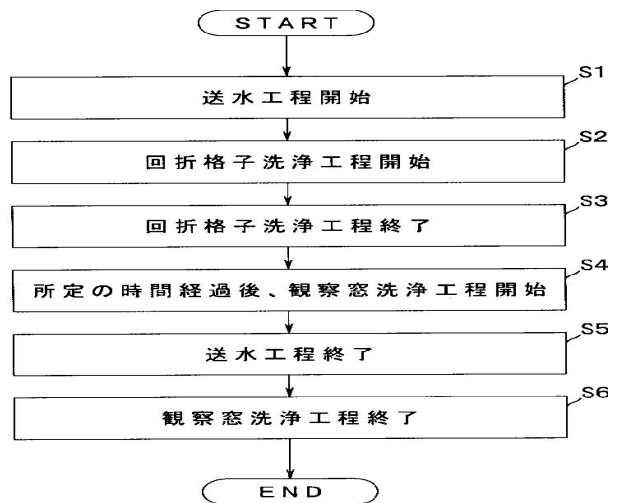 START
S1
送水工程開始
S2
回折格子洗浄工程開始
S3
回折格子洗浄工程終了
S4
所定の時間経過後、観察窓洗浄工程開始
S5
送水工程終了
S6
観察窓洗浄工程終了
END